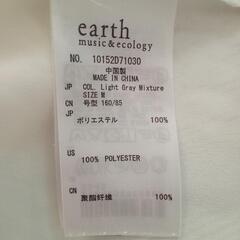 earth
music&ecology
NO. 10152D71030
中国製
MADE IN CHINA
JP COL. Light Gray Mixture
SIZE M
CN 号型 160/85
JP
ポリエステル 100%
US
100% POLYESTER
CN
聚酯纤维 100%